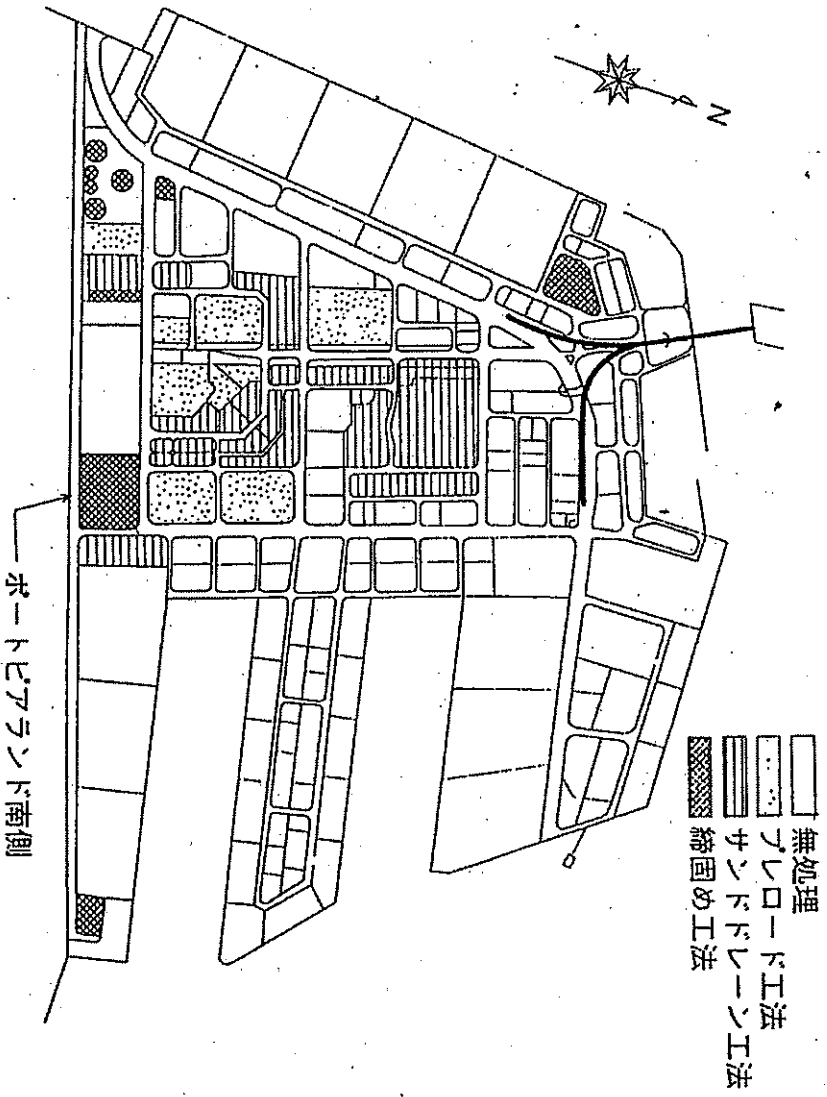 N
無処理
プレロード工法
サンドドレーン工法
締固め工法
ポートピアランド南側